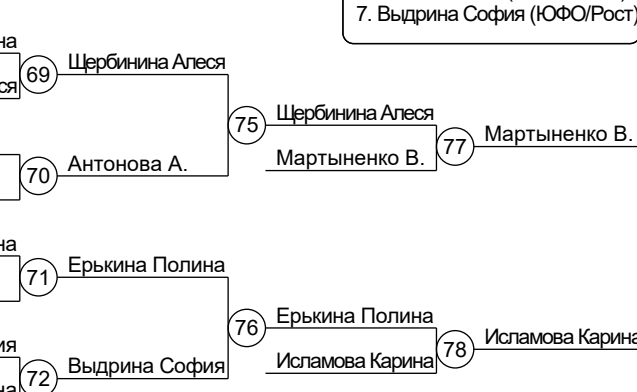 7. Выдрина София (ЮФО/Рост)
69
Щербинина Алеся
75
Щербинина Алеся
77
Мартыненко В.
70
Антонова А.
Мартыненко В.
71
Ерькина Полина
76
Ерькина Полина
78
Исламова Карина
72
Выдрина София
Исламова Карина